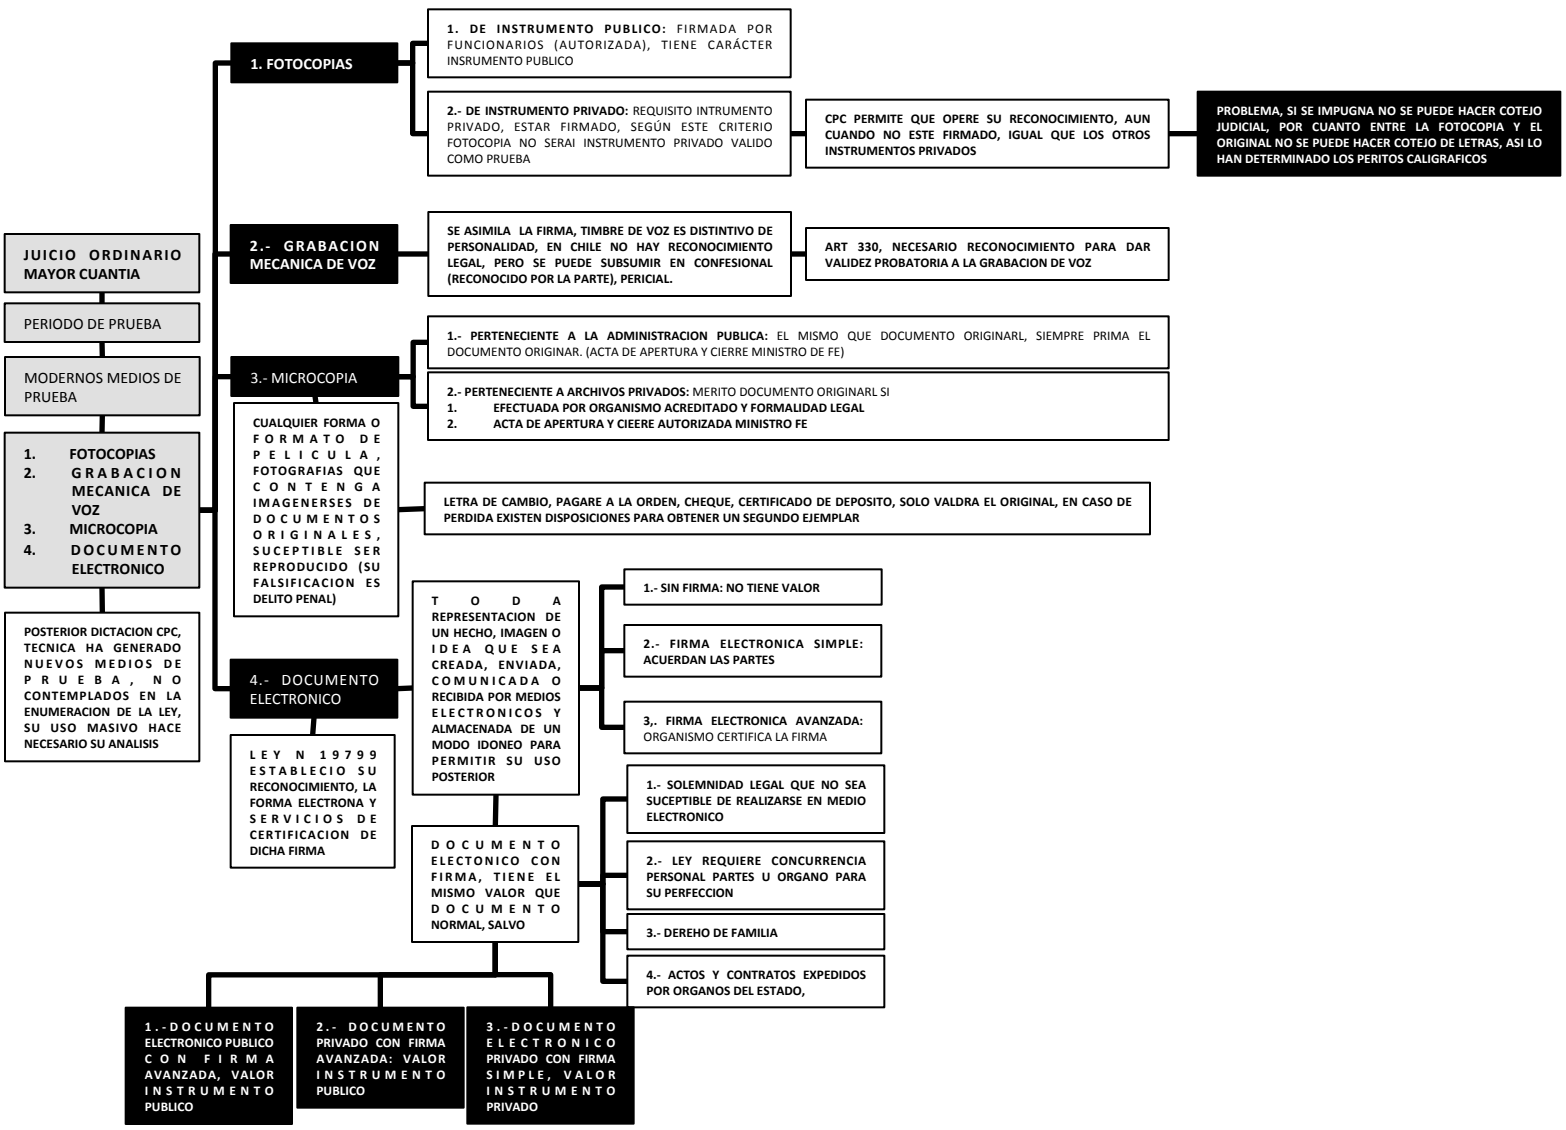 JUICIO ORDINARIO
MAYOR CUANTIA
PERIODO DE PRUEBA
MODERNOS MEDIOS DE
PRUEBA
1. FOTOCOPIAS
2. GRABACION
MECANICA DE
VOZ
3. MICROCOPIA
4. DOCUMENTO
ELECTRONICO
POSTERIOR DICTACION CPC,
TECNICA HA GENERADO
NUEVOS MEDIOS DE
PRUEBA, NO
CONTEMPLADOS EN LA
ENUMERACION DE LA LEY,
SU USO MASIVO HACE
NECESARIO SU ANALISIS
1. FOTOCOPIAS
1. DE INSTRUMENTO PUBLICO: FIRMADA POR
FUNCIONARIOS (AUTORIZADA), TIENE CARÁCTER
INSRUMENTO PUBLICO
2.- DE INSTRUMENTO PRIVADO: REQUISITO INTRUMENTO
PRIVADO, ESTAR FIRMADO, SEGÚN ESTE CRITERIO
FOTOCOPIA NO SERAI INSTRUMENTO PRIVADO VALIDO
COMO PRUEBA
CPC PERMITE QUE OPERE SU RECONOCIMIENTO, AUN
CUANDO NO ESTE FIRMADO, IGUAL QUE LOS OTROS
INSTRUMENTOS PRIVADOS
PROBLEMA, SI SE IMPUGNA NO SE PUEDE HACER COTEJO
JUDICIAL, POR CUANTO ENTRE LA FOTOCOPIA Y EL
ORIGINAL NO SE PUEDE HACER COTEJO DE LETRAS, ASI LO
HAN DETERMINADO LOS PERITOS CALIGRAFICOS
2.- GRABACION
MECANICA DE VOZ
SE ASIMILA LA FIRMA, TIMBRE DE VOZ ES DISTINTIVO DE
PERSONALIDAD, EN CHILE NO HAY RECONOCIMIENTO
LEGAL, PERO SE PUEDE SUBSUMIR EN CONFESIONAL
(RECONOCIDO POR LA PARTE), PERICIAL.
ART 330, NECESARIO RECONOCIMIENTO PARA DAR
VALIDEZ PROBATORIA A LA GRABACION DE VOZ
3.- MICROCOPIA
1.- PERTENECIENTE A LA ADMINISTRACION PUBLICA: EL MISMO QUE DOCUMENTO ORIGINARL, SIEMPRE PRIMA EL
DOCUMENTO ORIGINAR. (ACTA DE APERTURA Y CIERRE MINISTRO DE FE)
2.- PERTENECIENTE A ARCHIVOS PRIVADOS: MERITO DOCUMENTO ORIGINARL SI
1. EFECTUADA POR ORGANISMO ACREDITADO Y FORMALIDAD LEGAL
2. ACTA DE APERTURA Y CIEERE AUTORIZADA MINISTRO FE
CUALQUIER FORMA O
FORMATO DE
PELICULA,
FOTOGRAFIAS QUE
CONTENGA
IMAGENERSES DE
DOCUMENTOS
ORIGINALES,
SUCEPTIBLE SER
REPRODUCIDO (SU
FALSIFICACION ES
DELITO PENAL)
LETRA DE CAMBIO, PAGARE A LA ORDEN, CHEQUE, CERTIFICADO DE DEPOSITO, SOLO VALDRA EL ORIGINAL, EN CASO DE
PERDIDA EXISTEN DISPOSICIONES PARA OBTENER UN SEGUNDO EJEMPLAR
4.- DOCUMENTO
ELECTRONICO
LEY N 19799
ESTABLECIO SU
RECONOCIMIENTO, LA
FORMA ELECTRONA Y
SERVICIOS DE
CERTIFICACION DE
DICHA FIRMA
TODA
REPRESENTACION DE
UN HECHO, IMAGEN O
IDEA QUE SEA
CREADA, ENVIADA,
COMUNICADA O
RECIBIDA POR MEDIOS
ELECTRONICOS Y
ALMACENADA DE UN
MODO IDONEO PARA
PERMITIR SU USO
POSTERIOR
1.- SIN FIRMA: NO TIENE VALOR
2.- FIRMA ELECTRONICA SIMPLE:
ACUERDAN LAS PARTES
3,. FIRMA ELECTRONICA AVANZADA:
ORGANISMO CERTIFICA LA FIRMA
DOCUMENTO
ELECTONICO CON
FIRMA, TIENE EL
MISMO VALOR QUE
DOCUMENTO
NORMAL, SALVO
1.- SOLEMNIDAD LEGAL QUE NO SEA
SUCEPTIBLE DE REALIZARSE EN MEDIO
ELECTRONICO
2.- LEY REQUIERE CONCURRENCIA
PERSONAL PARTES U ORGANO PARA
SU PERFECCION
3.- DEREHO DE FAMILIA
4.- ACTOS Y CONTRATOS EXPEDIDOS
POR ORGANOS DEL ESTADO,
1.-DOCUMENTO
ELECTRONICO PUBLICO
CON FIRMA
AVANZADA, VALOR
INSTRUMENTO
PUBLICO
2.- DOCUMENTO
PRIVADO CON FIRMA
AVANZADA: VALOR
INSTRUMENTO
PUBLICO
3.-DOCUMENTO
ELECTRONICO
PRIVADO CON FIRMA
SIMPLE, VALOR
INSTRUMENTO
PRIVADO